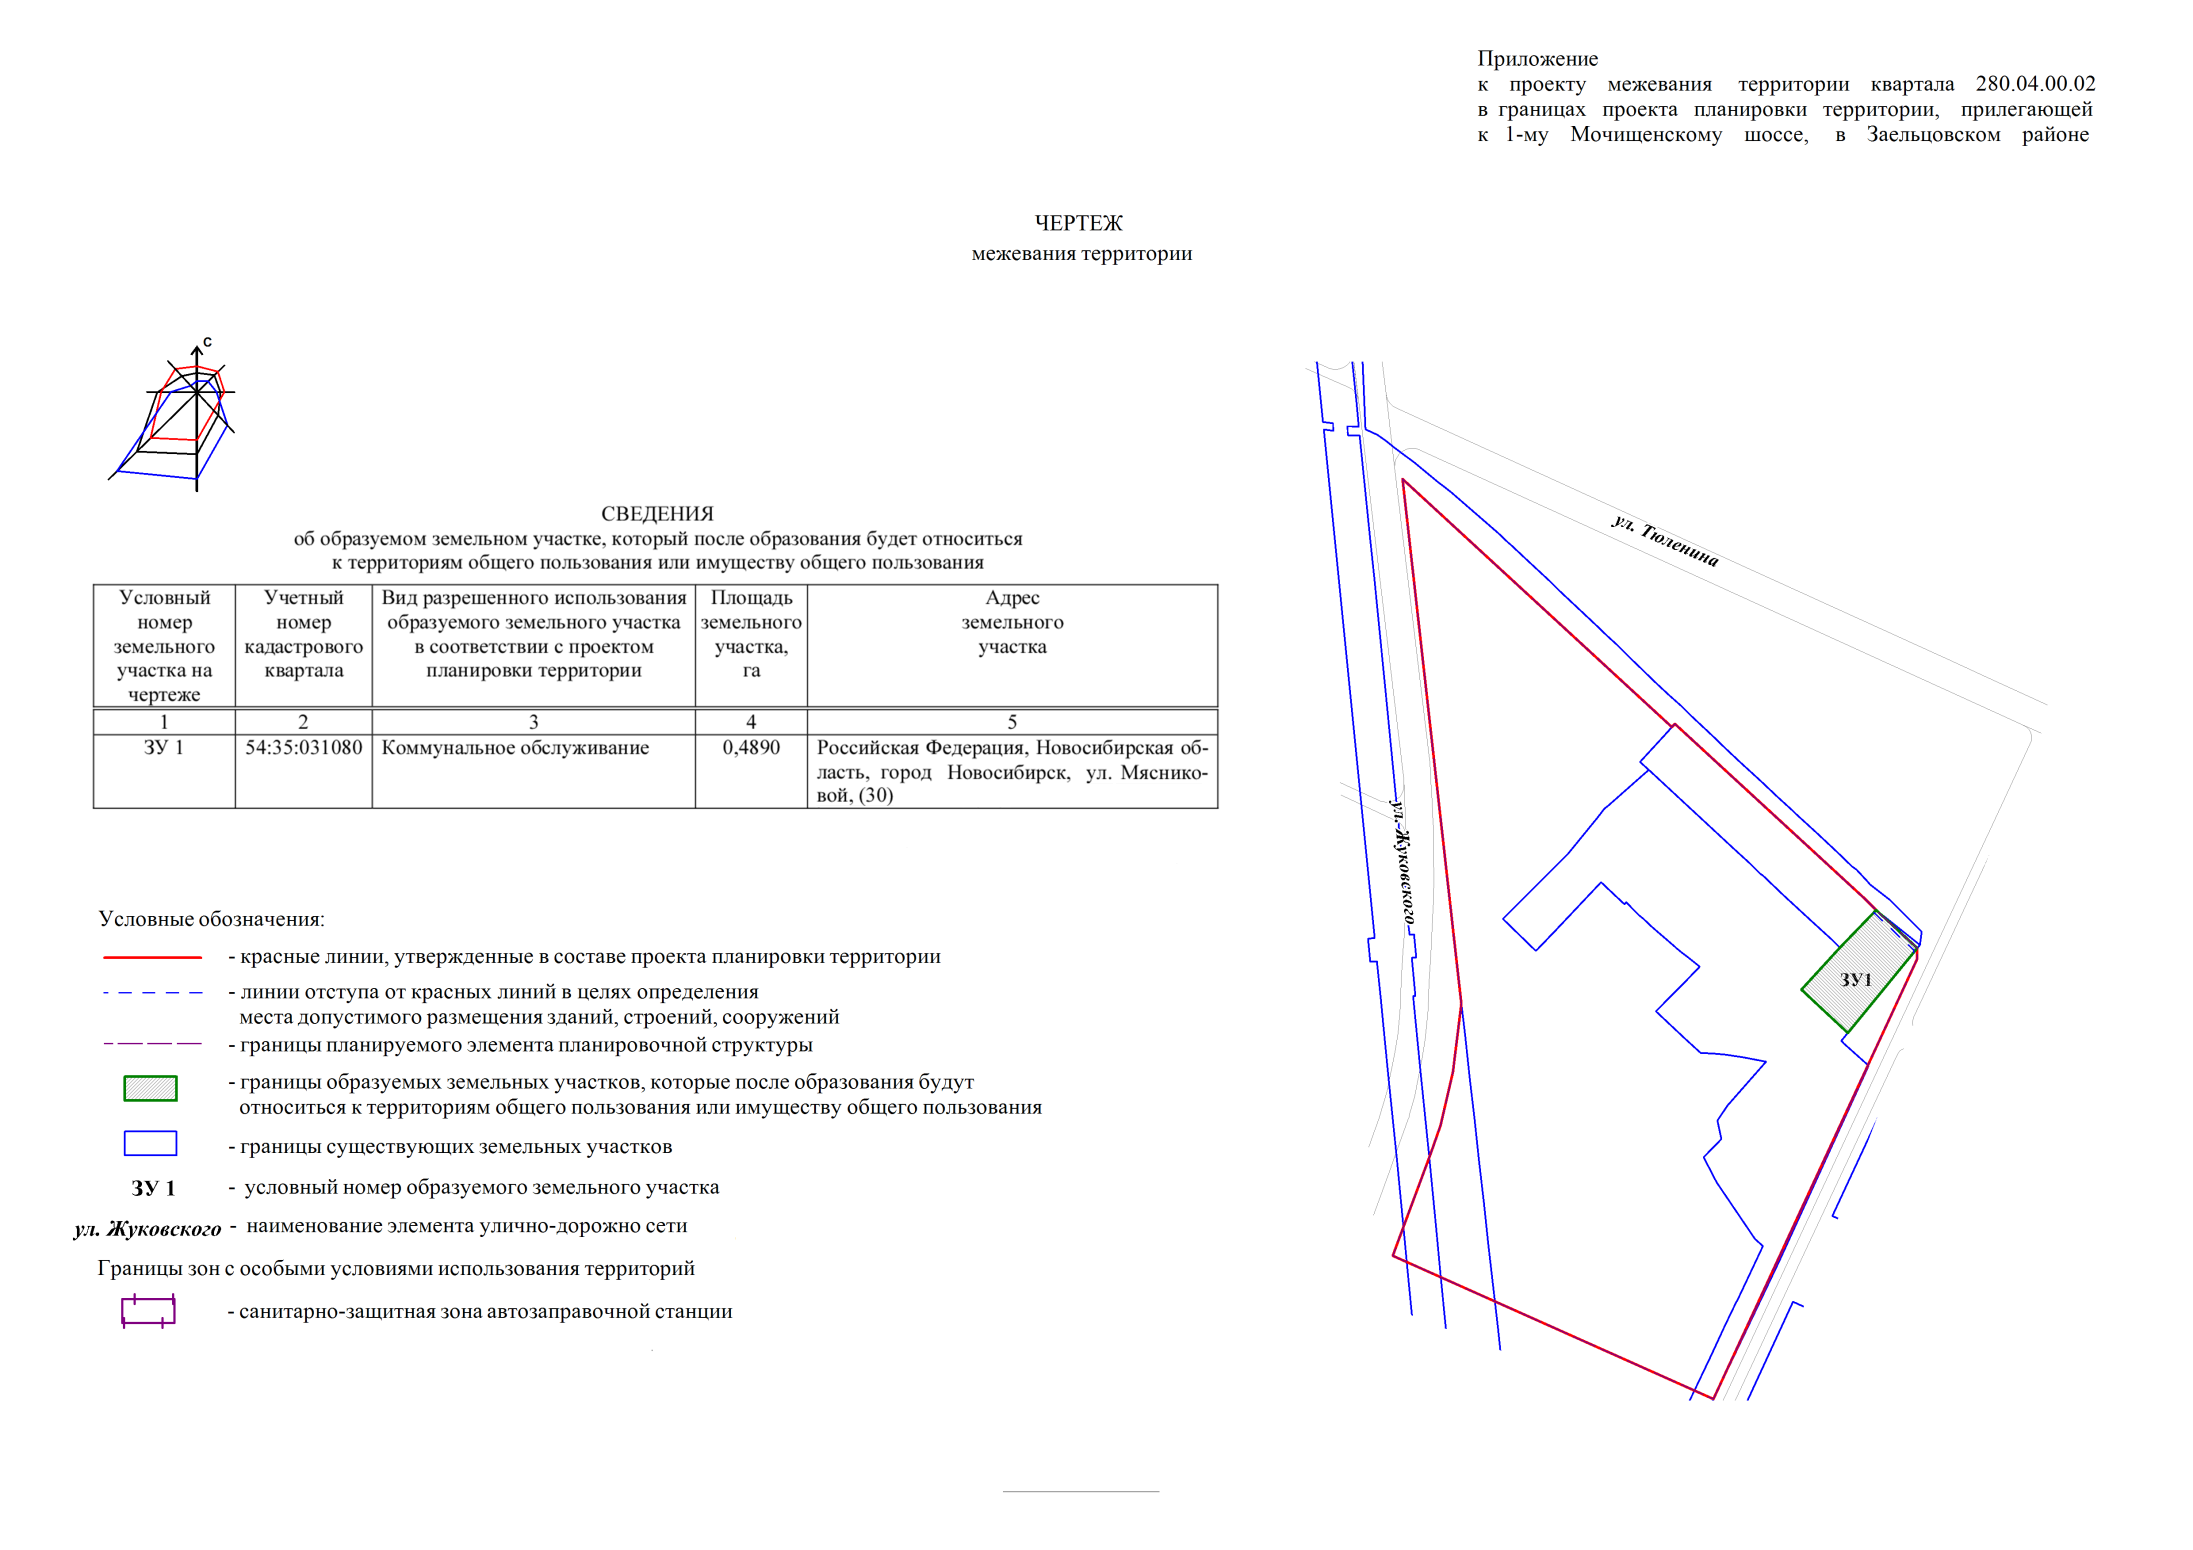 Приложение
к проекту межевания территории квартала 280.04.00.02
в границах проекта планировки территории, прилегающей
к 1-му Мочищенскому шоссе, в Заельцовском районе
ЧЕРТЕЖ
межевания территории
С
СВЕДЕНИЯ
об образуемом земельном участке, который после образования будет относиться
к территориям общего пользования или имуществу общего пользования
Условный
номер
земельного
участка на
чертеже
Учетный
номер
кадастрового
квартала
Вид разрешенного использования
образуемого земельного участка
в соответствии с проектом
планировки территории
Площадь
земельного
участка,
га
Адрес
земельного
участка
1 2 3 4 5
ЗУ 1 54:35:031080 Коммунальное обслуживание 0,4890 Российская Федерация, Новосибирская об-
ласть, город Новосибирск, ул. Мяснико-
вой, (30)
Условные обозначения:
- красные линии, утвержденные в составе проекта планировки территории
- линии отступа от красных линий в целях определения
места допустимого размещения зданий, строений, сооружений
- границы планируемого элемента планировочной структуры
- границы образуемых земельных участков, которые после образования будут
относиться к территориям общего пользования или имуществу общего пользования
- границы существующих земельных участков
ЗУ 1 - условный номер образуемого земельного участка
ул. Жуковского - наименование элемента улично-дорожно сети
Границы зон с особыми условиями использования территорий
- санитарно-защитная зона автозаправочной станции
ул. Тюленина
ул. Жуковского
ЗУ1